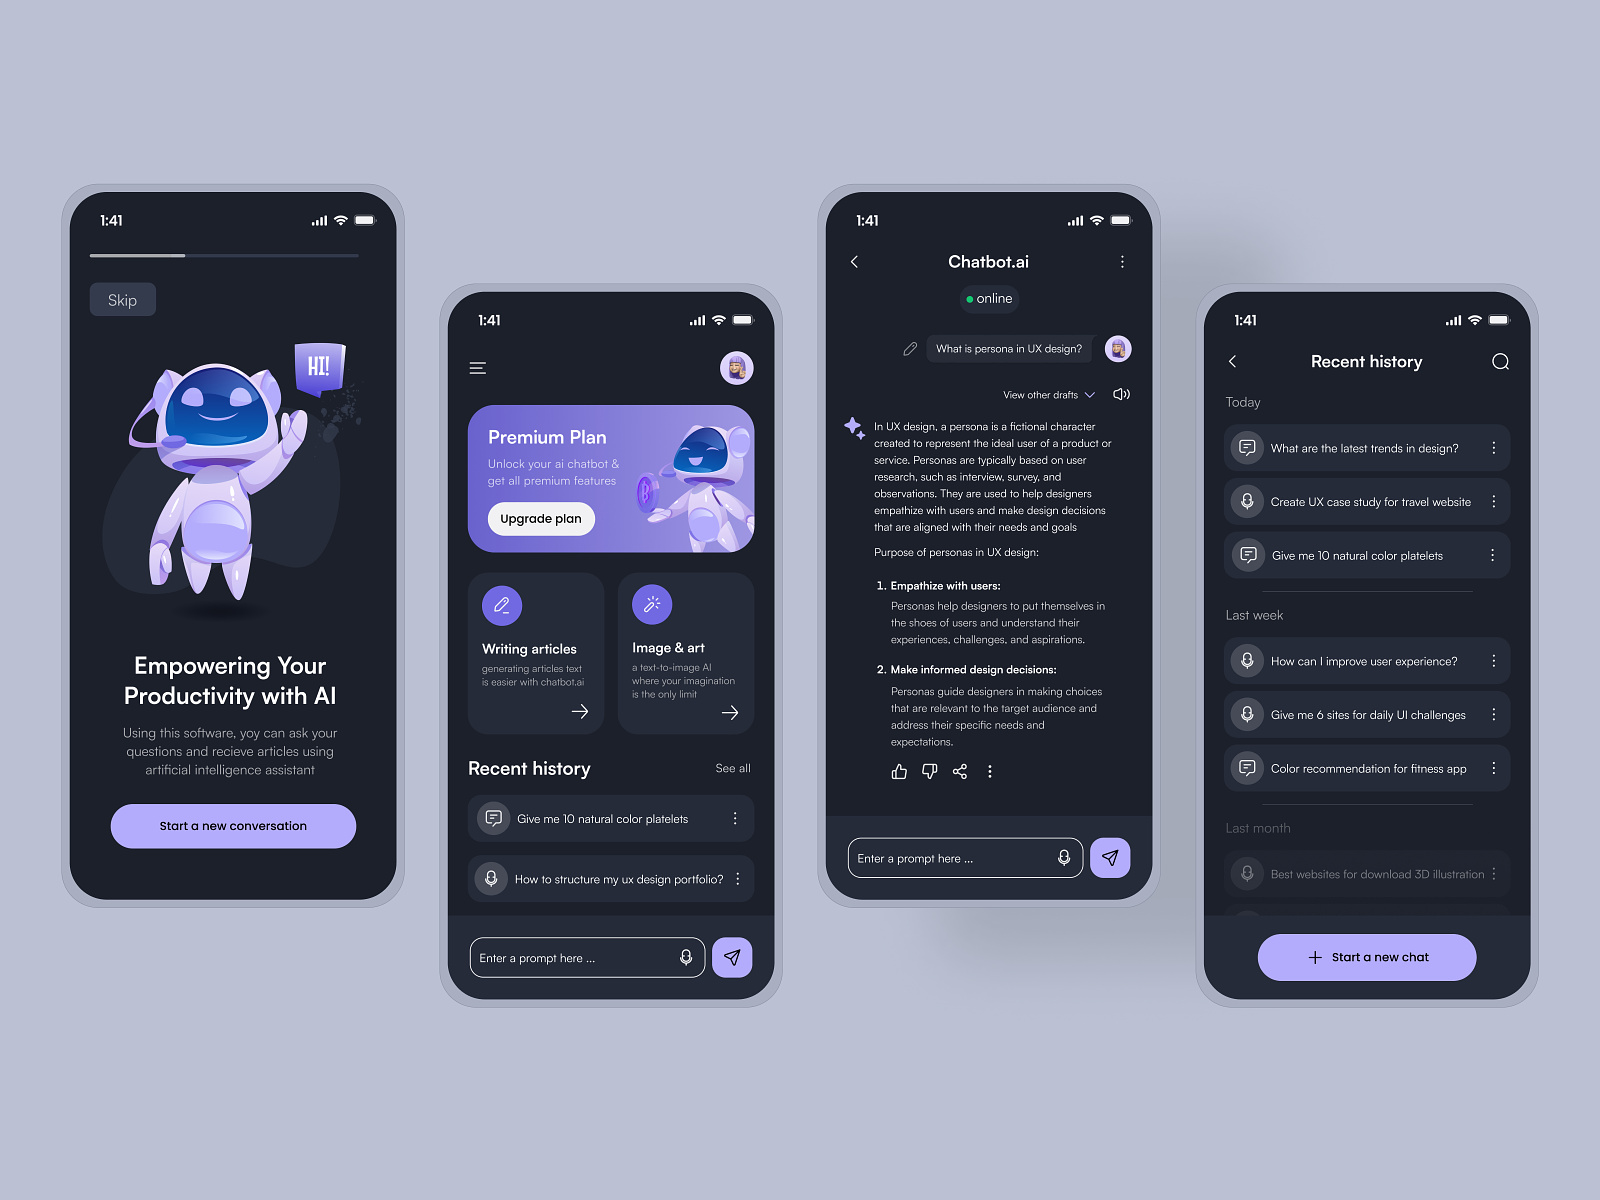 1:41
Skip
HI!
Empowering Your
Productivity with AI
Using this software, yoy can ask your
questions and recieve articles using
artificial intelligence assistant
Start a new conversation
1:41
Premium Plan
Unlock your ai chatbot &
get all premium features
Upgrade plan
Writing articles
generating articles text
is easier with chatbot.ai
Image & art
a text-to-image AI
where your imagination
is the only limit
Recent history
See all
Give me 10 natural color platelets
How to structure my ux design portfolio?
Enter a prompt here ...
1:41
Chatbot.ai
online
What is persona in UX design?
View other drafts
In UX design, a persona is a fictional character
created to represent the ideal user of a product or
service. Personas are typically based on user
research, such as interview, survey, and
observations. They are used to help designers
empathize with users and make design decisions
that are aligned with their needs and goals
Purpose of personas in UX design:
1. Empathize with users:
Personas help designers to put themselves in
the shoes of users and understand their
experiences, challenges, and aspirations.
2. Make informed design decisions:
Personas guide designers in making choices
that are relevant to the target audience and
address their specific needs and
expectations.
Enter a prompt here ...
1:41
Recent history
Today
What are the latest trends in design?
Create UX case study for travel website
Give me 10 natural color platelets
Last week
How can I improve user experience?
Give me 6 sites for daily UI challenges
Color recommendation for fitness app
Last month
Best websites for download 3D illustration
Start a new chat